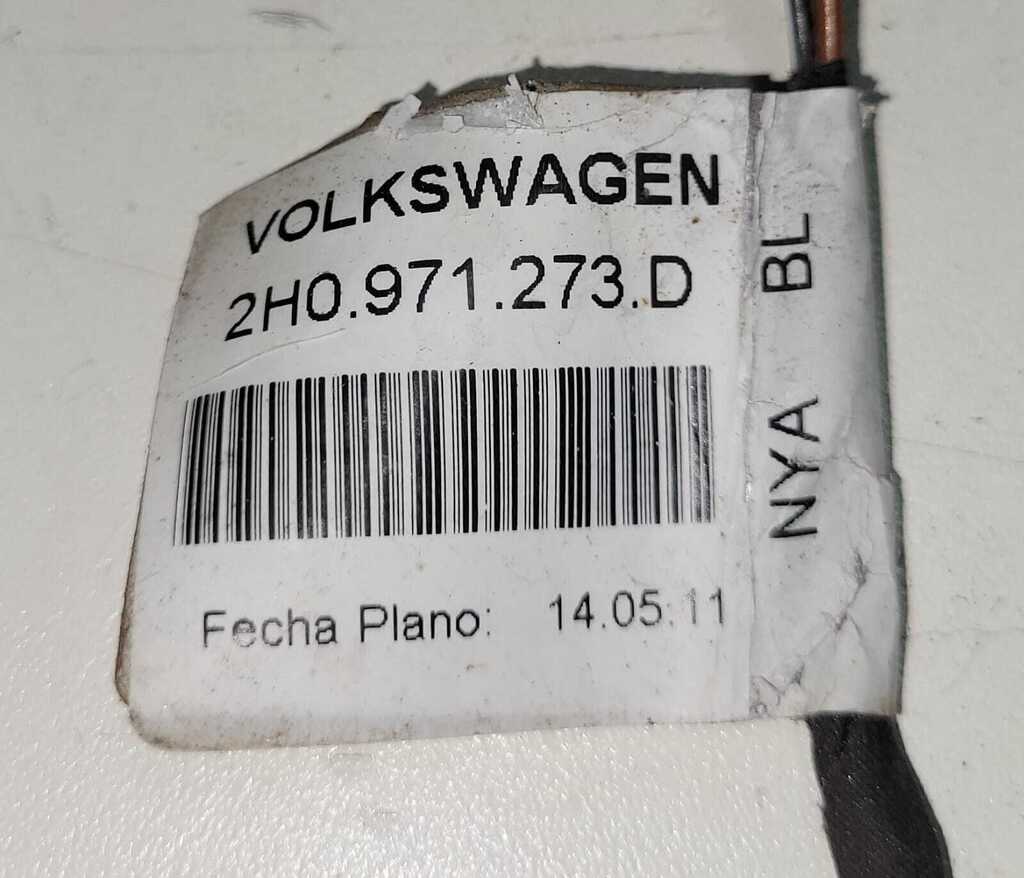 VOLKSWAGEN
2H0.971.273.D
Fecha Plano: 14.05.11
NYA BL